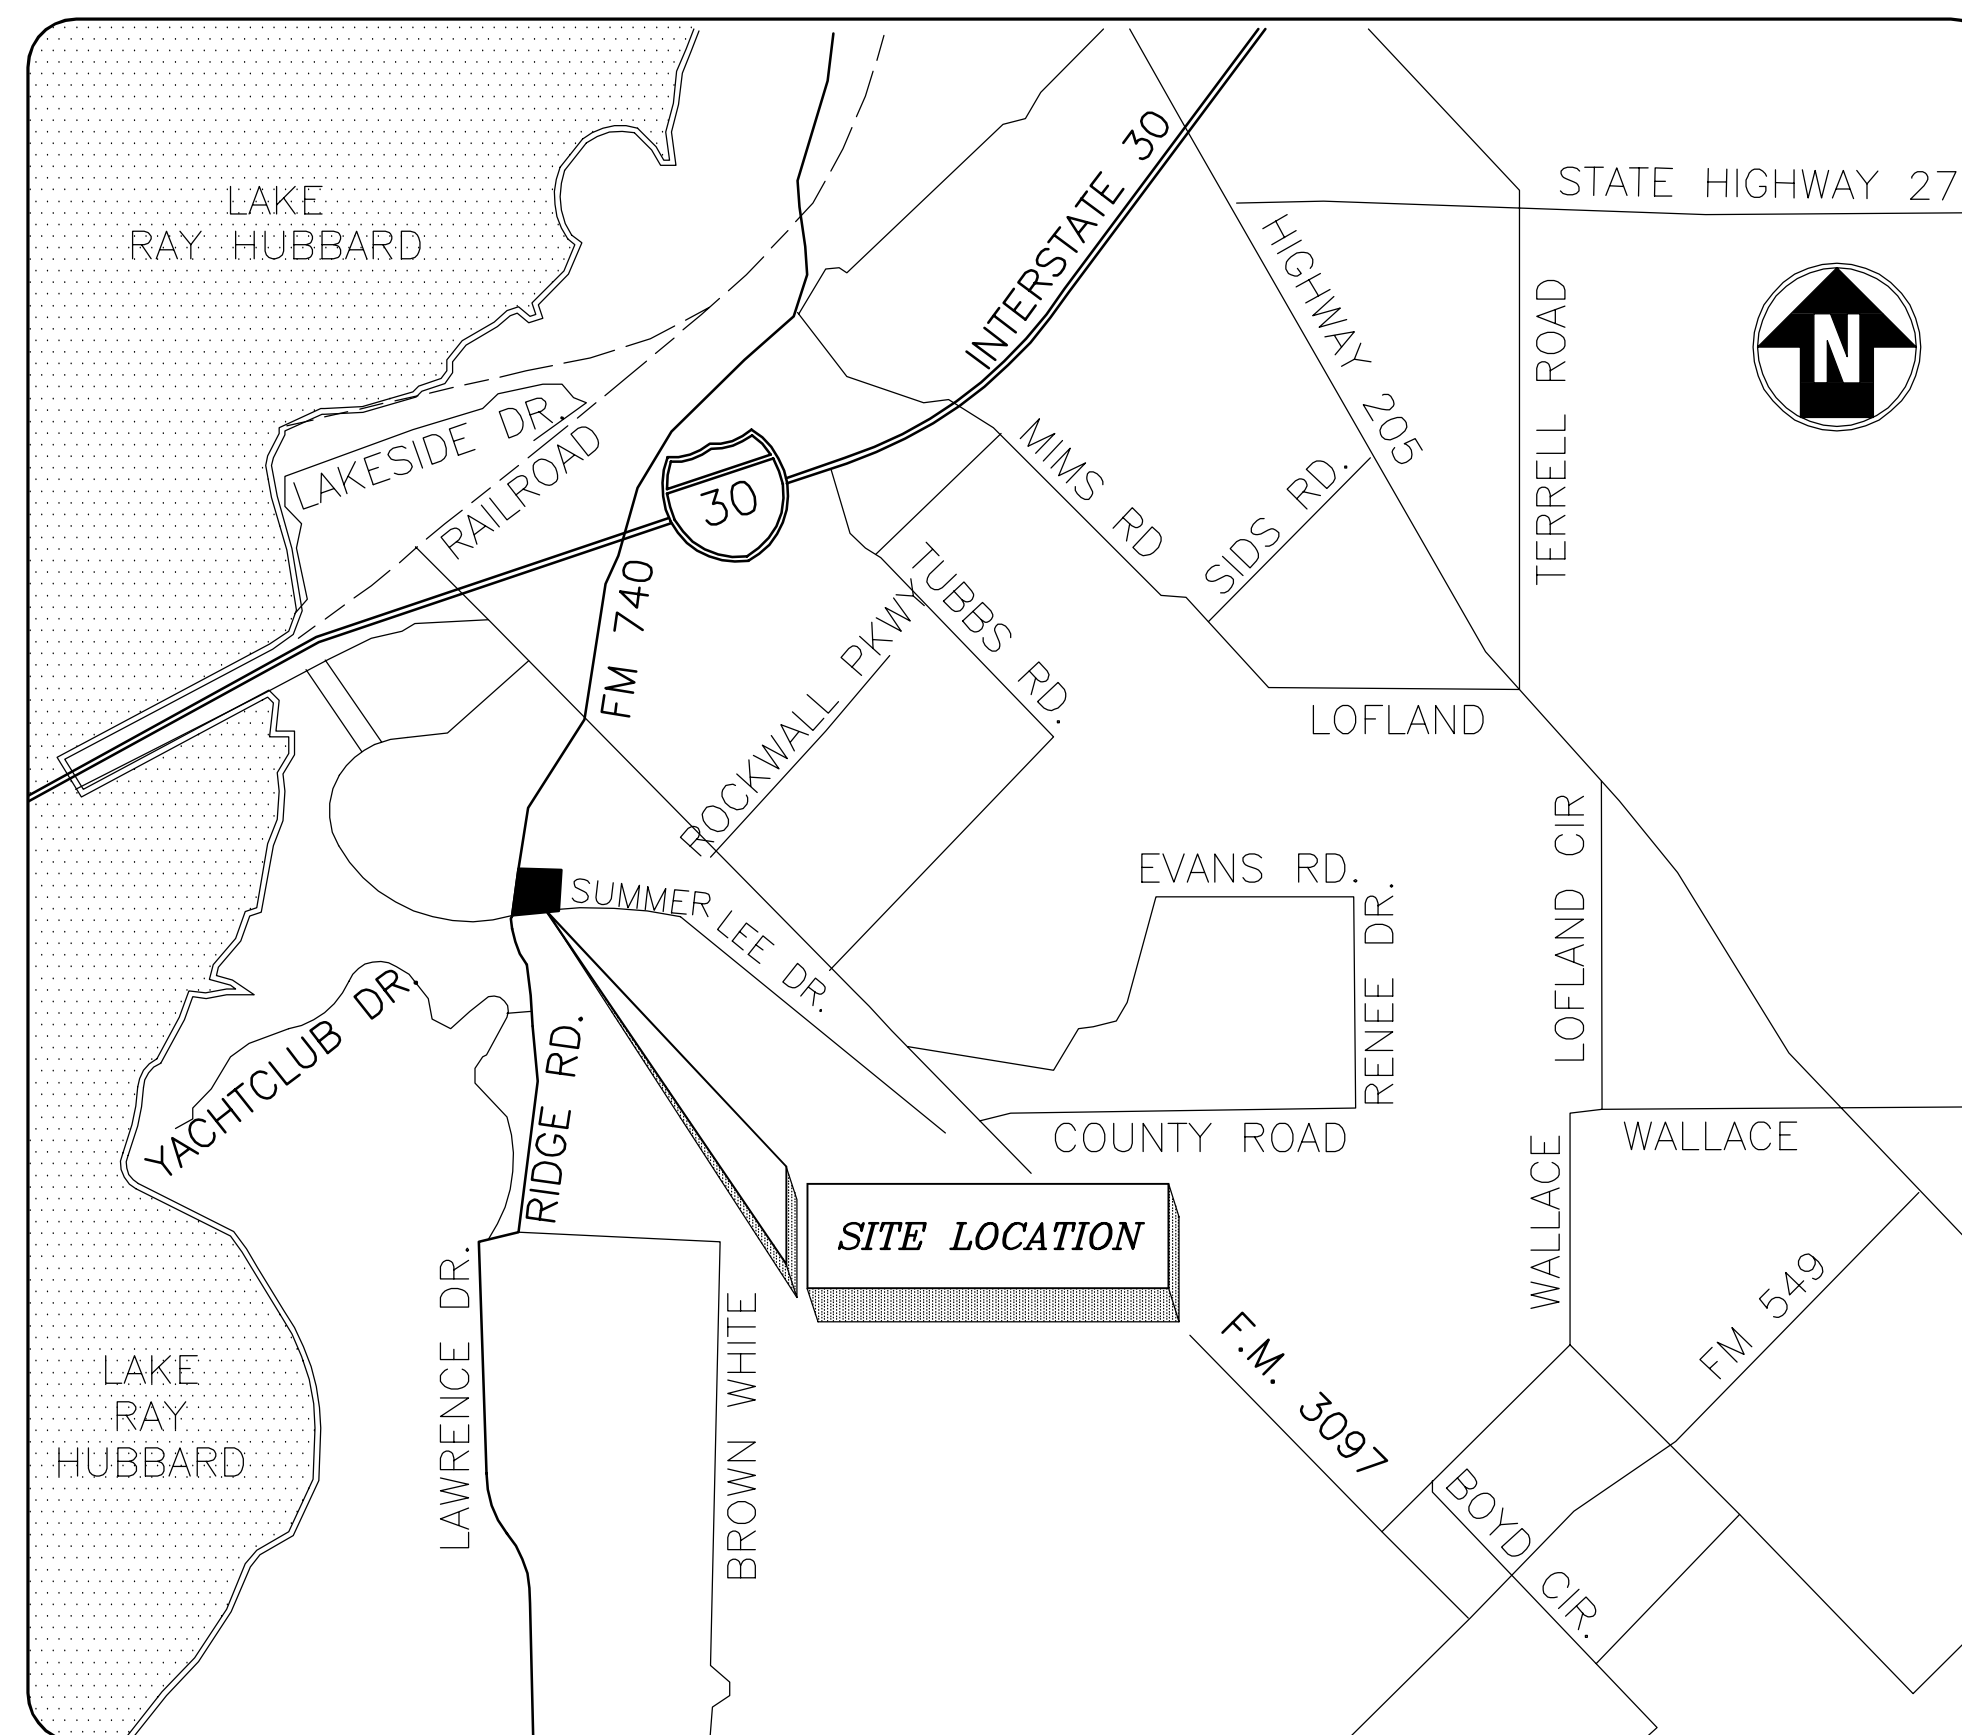 LAKE
RAY HUBBARD
INTERSTATE 30
STATE HIGHWAY 27
HIGHWAY 205
TERRELL ROAD
N
LAKESIDE DR.
RAILROAD
30
MIMS RD
SIDS RD.
FM 740
TUBBS RD.
ROCKWALL PKWY
LOFLAND
LOFLAND CIR
EVANS RD.
RENEE DR.
SUMMER LEE DR.
YACHTCLUB DR.
RIDGE RD.
COUNTY ROAD
WALLACE
WALLACE
SITE LOCATION
LAWRENCE DR.
BROWN WHITE
F.M. 3097
FM 549
BOYD CIR.
LAKE
RAY
HUBBARD